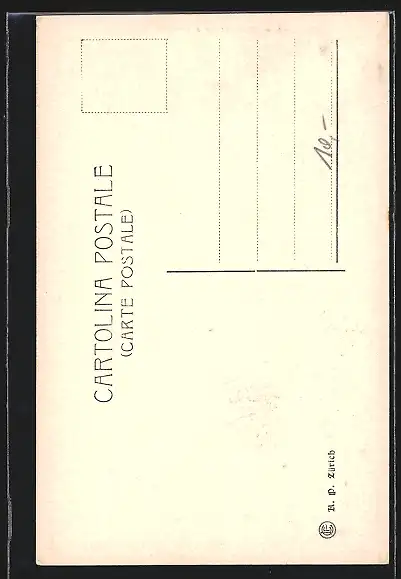 CARTOLINA POSTALE
(CARTE POSTALE)
10,-
R. P. Zürich